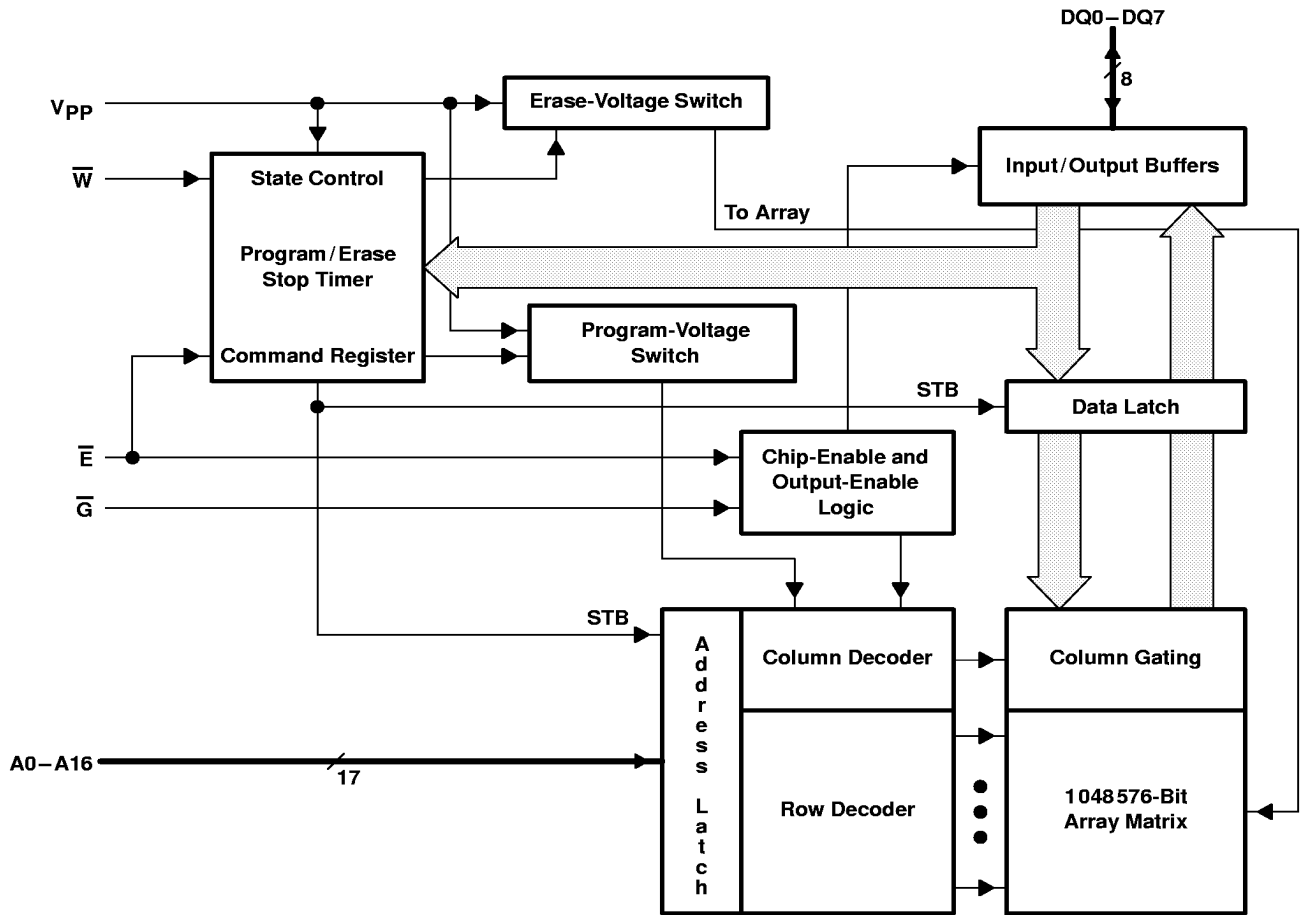 DQ0–DQ7
8
VPP
Erase-Voltage Switch
W̅
State Control
Input/Output Buffers
To Array
Program/Erase
Stop Timer
Program-Voltage
Switch
Command Register
STB
Data Latch
E̅
Chip-Enable and
Output-Enable
Logic
G̅
STB
Address Latch
Column Decoder
Column Gating
A0–A16
17
Row Decoder
1048576-Bit
Array Matrix